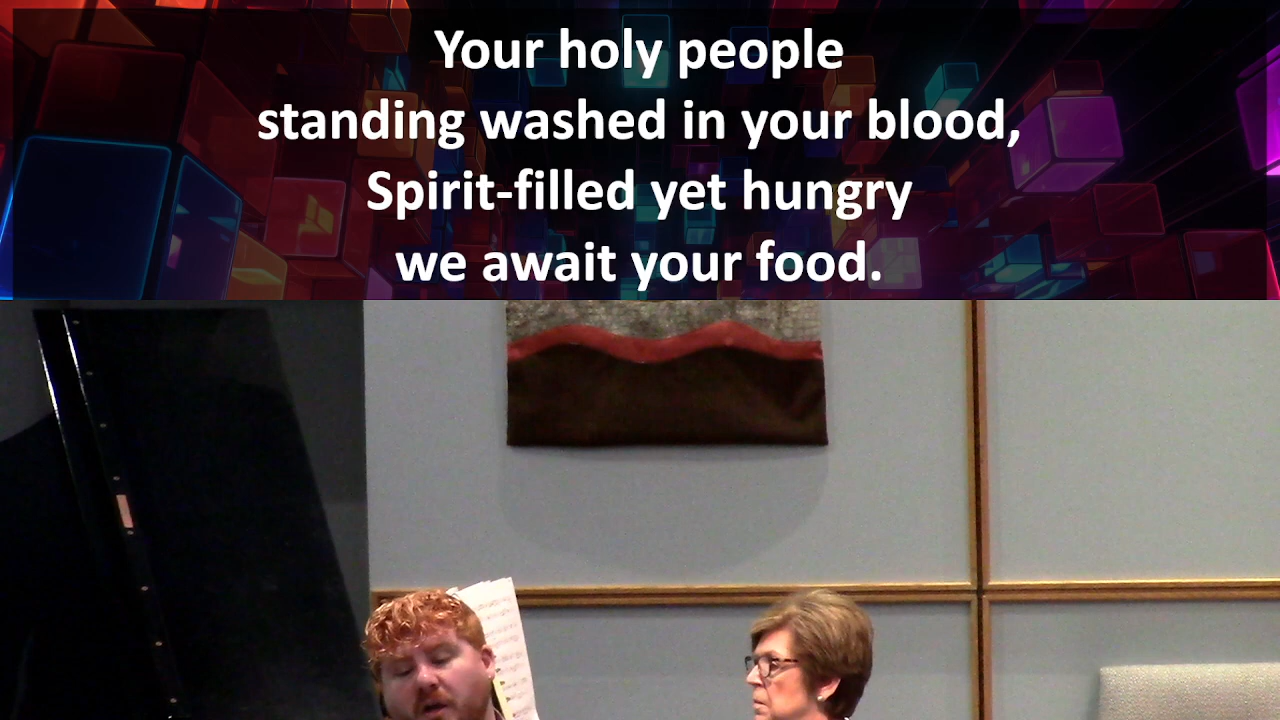 Your holy people
standing washed in your blood,
Spirit-filled yet hungry
we await your food.